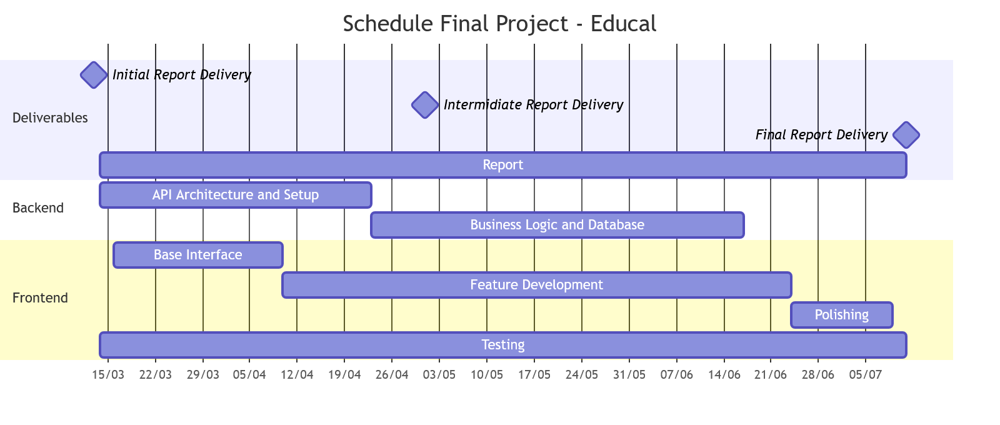 Schedule Final Project - Educal
Deliverables
Initial Report Delivery
Intermidiate Report Delivery
Final Report Delivery
Report
Backend
API Architecture and Setup
Business Logic and Database
Frontend
Base Interface
Feature Development
Polishing
Testing
15/03 22/03 29/03 05/04 12/04 19/04 26/04 03/05 10/05 17/05 24/05 31/05 07/06 14/06 21/06 28/06 05/07